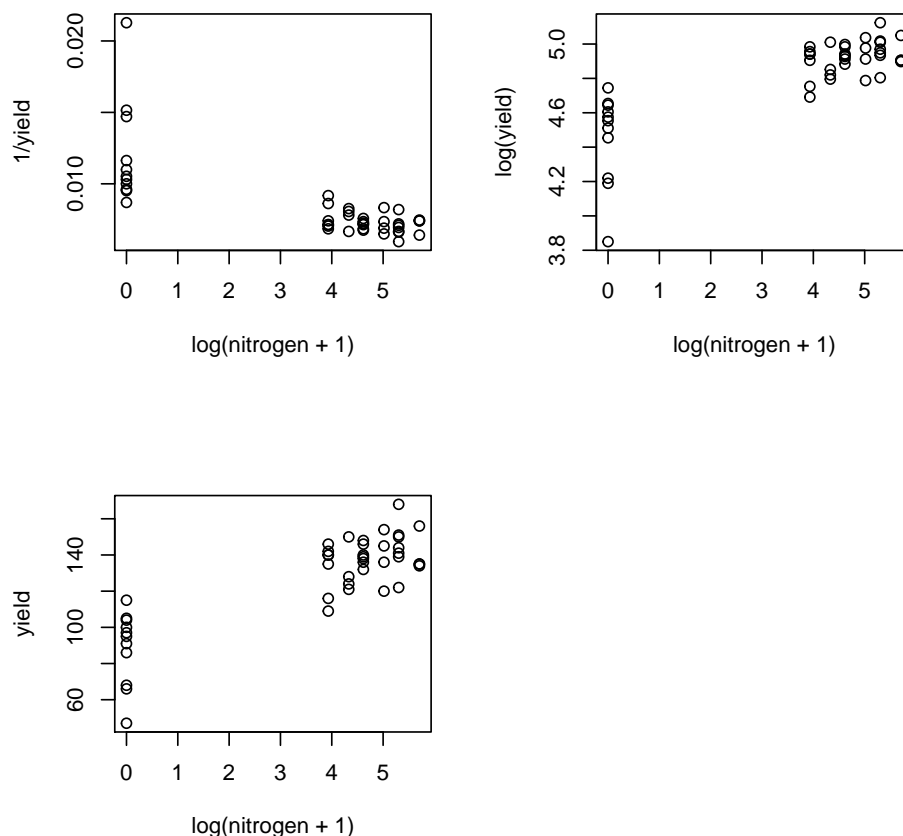 0.020
0.010
1/yield
0 1 2 3 4 5
log(nitrogen + 1)
5.0
4.6
4.2
3.8
log(yield)
0 1 2 3 4 5
log(nitrogen + 1)
140
100
60
yield
0 1 2 3 4 5
log(nitrogen + 1)